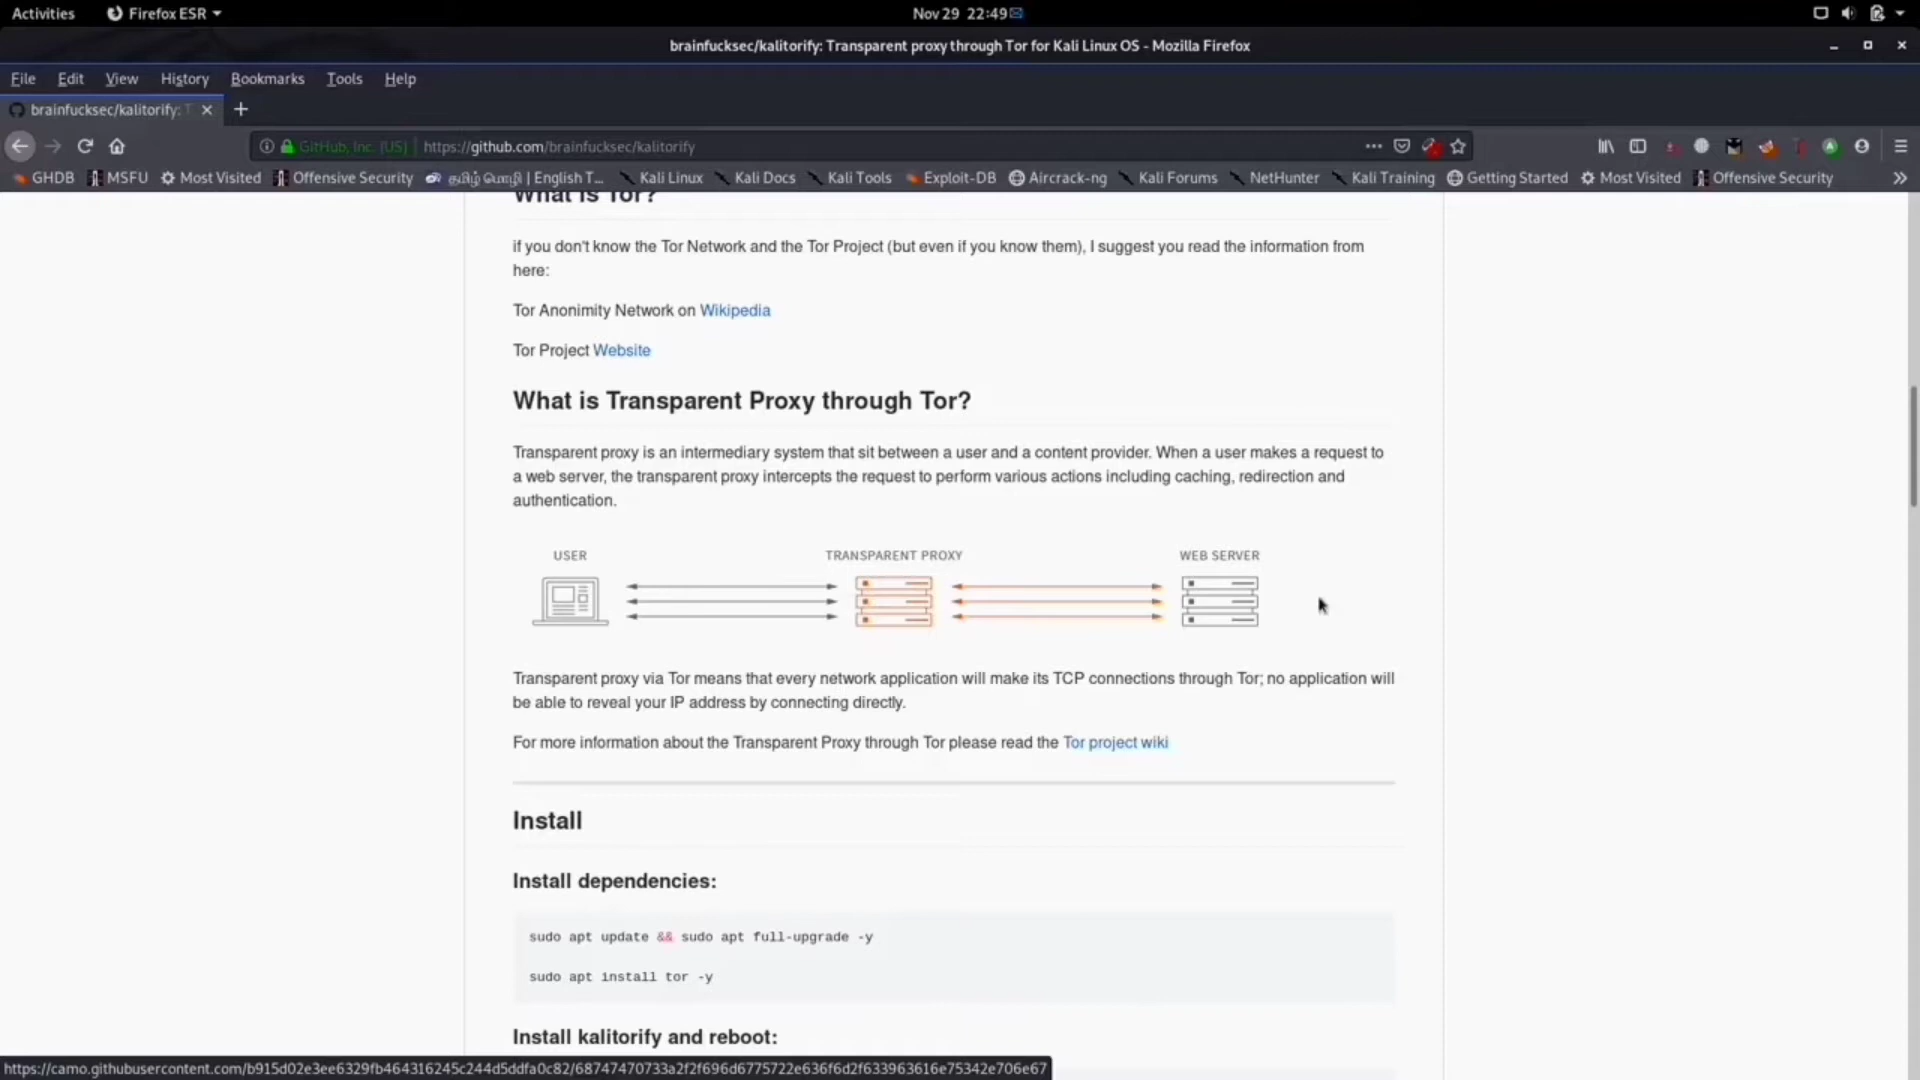 Activities Firefox ESR Nov 29 22:49
brainfucksec/kalitorify: Transparent proxy through Tor for Kali Linux OS - Mozilla Firefox
File Edit View History Bookmarks Tools Help
brainfucksec/kalitorify: T
GitHub, Inc. (US) https://github.com/brainfucksec/kalitorify
GHDB MSFU Most Visited Offensive Security தமிழ் மொழி | English T... Kali Linux Kali Docs Kali Tools Exploit-DB Aircrack-ng Kali Forums NetHunter Kali Training Getting Started Most Visited Offensive Security
What is Tor?
if you don't know the Tor Network and the Tor Project (but even if you know them), I suggest you read the information from
here:
Tor Anonimity Network on Wikipedia
Tor Project Website
What is Transparent Proxy through Tor?
Transparent proxy is an intermediary system that sit between a user and a content provider. When a user makes a request to
a web server, the transparent proxy intercepts the request to perform various actions including caching, redirection and
authentication.
USER TRANSPARENT PROXY WEB SERVER
Transparent proxy via Tor means that every network application will make its TCP connections through Tor; no application will
be able to reveal your IP address by connecting directly.
For more information about the Transparent Proxy through Tor please read the Tor project wiki
Install
Install dependencies:
sudo apt update && sudo apt full-upgrade -y
sudo apt install tor -y
Install kalitorify and reboot:
https://camo.githubusercontent.com/b915d02e3ee6329fb464316245c244d5ddfa0c82/68747470733a2f2f696d6775722e636f6d2f633963616e75342e706e67